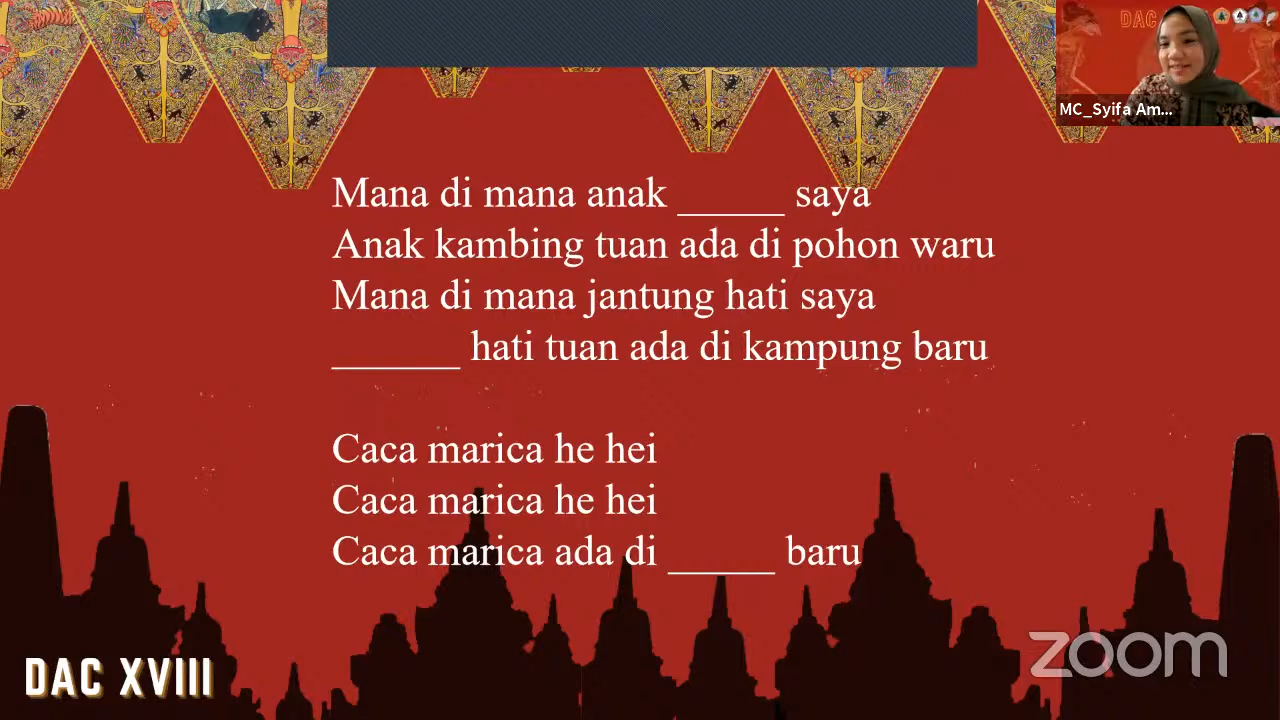 DAC
MC_Syifa Am...
Mana di mana anak _____ saya
Anak kambing tuan ada di pohon waru
Mana di mana jantung hati saya
______ hati tuan ada di kampung baru
Caca marica he hei
Caca marica he hei
Caca marica ada di _____ baru
DAC XVIII
zoom